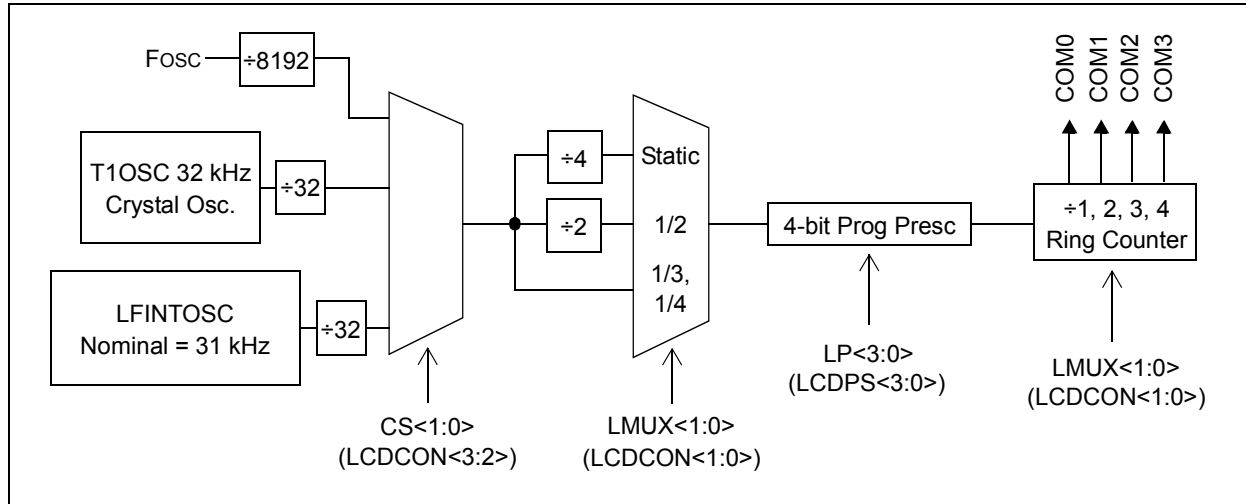 FOSC
÷8192
T1OSC 32 kHz
Crystal Osc.
÷32
LFINTOSC
Nominal = 31 kHz
÷32
CS<1:0>
(LCDCON<3:2>)
÷4
÷2
Static
1/2
1/3,
1/4
LMUX<1:0>
(LCDCON<1:0>)
4-bit Prog Presc
LP<3:0>
(LCDPS<3:0>)
COM0
COM1
COM2
COM3
÷1, 2, 3, 4
Ring Counter
LMUX<1:0>
(LCDCON<1:0>)